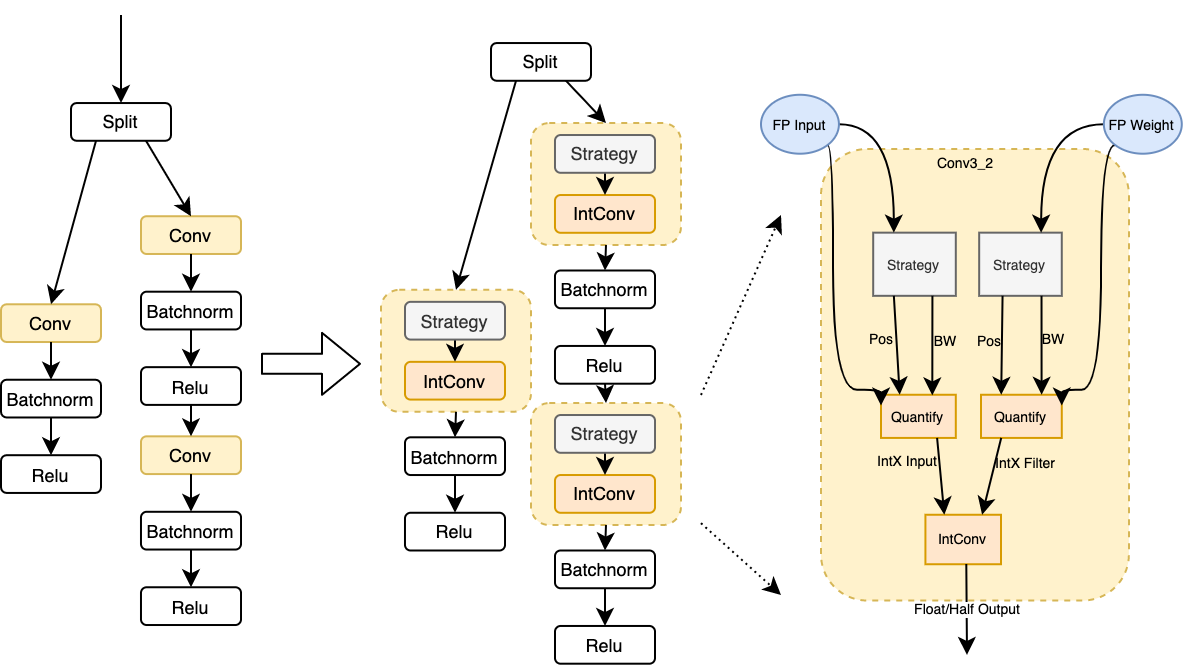 Split
Conv
Conv
Batchnorm
Batchnorm
Relu
Relu
Conv
Batchnorm
Relu
Split
Strategy
IntConv
Strategy
IntConv
Batchnorm
Batchnorm
Relu
Relu
Strategy
IntConv
Batchnorm
Relu
FP Input
FP Weight
Conv3_2
Strategy
Strategy
Pos
BW
Pos
BW
Quantify
Quantify
IntX Input
IntX Filter
IntConv
Float/Half Output